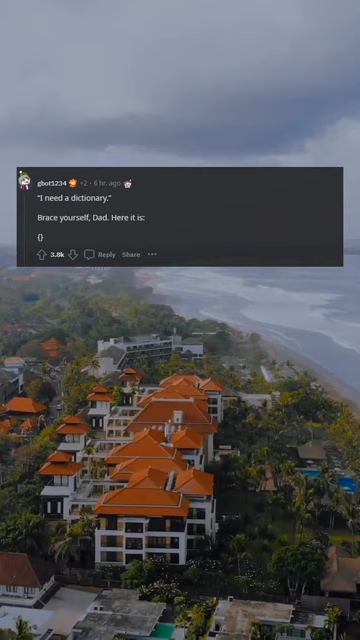 gbot1234 +2 · 6 hr. ago
"I need a dictionary."
Brace yourself, Dad. Here it is:
{}
3.8k Reply Share ...